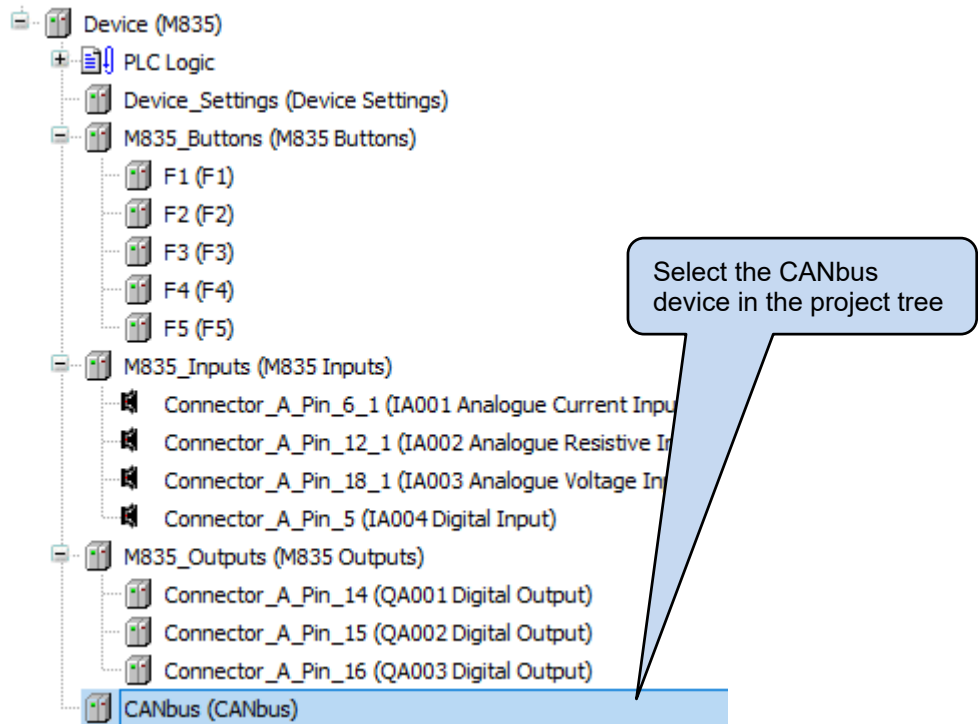 Device (M835)
PLC Logic
Device_Settings (Device Settings)
M835_Buttons (M835 Buttons)
F1 (F1)
F2 (F2)
F3 (F3)
F4 (F4)
F5 (F5)
Select the CANbus
device in the project tree
M835_Inputs (M835 Inputs)
Connector_A_Pin_6_1 (IA001 Analogue Current Inpu
Connector_A_Pin_12_1 (IA002 Analogue Resistive In
Connector_A_Pin_18_1 (IA003 Analogue Voltage Inp
Connector_A_Pin_5 (IA004 Digital Input)
M835_Outputs (M835 Outputs)
Connector_A_Pin_14 (QA001 Digital Output)
Connector_A_Pin_15 (QA002 Digital Output)
Connector_A_Pin_16 (QA003 Digital Output)
CANbus (CANbus)